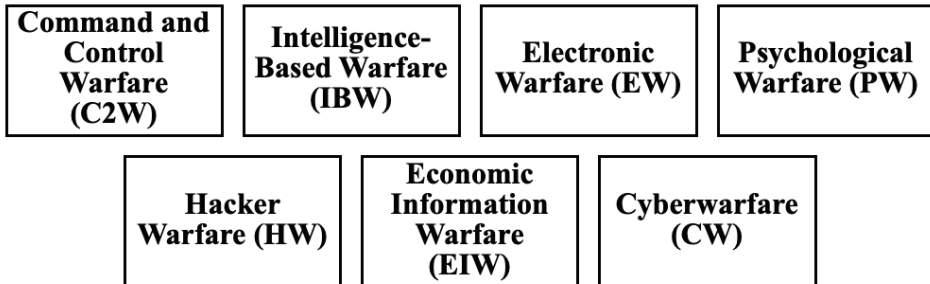 Command and
Control
Warfare
(C2W)
Intelligence-
Based Warfare
(IBW)
Electronic
Warfare (EW)
Psychological
Warfare (PW)
Hacker
Warfare (HW)
Economic
Information
Warfare
(EIW)
Cyberwarfare
(CW)